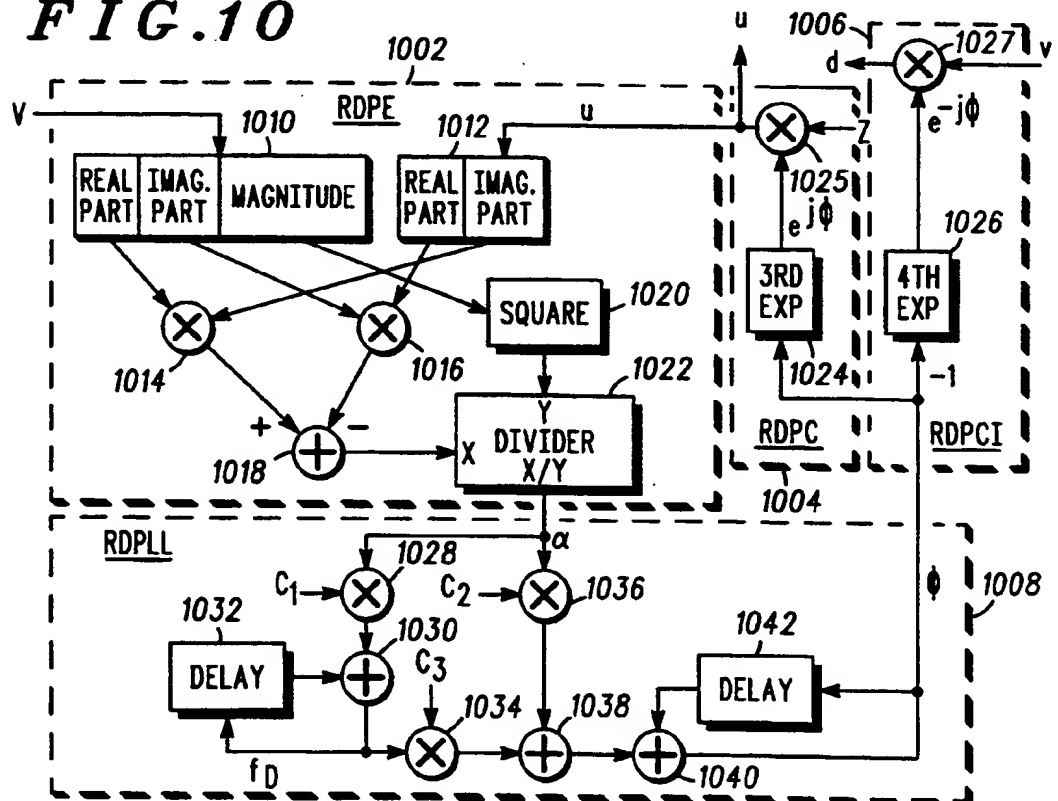 FIG.10
1002
RDPE
V
1010
REAL PART
IMAG. PART
MAGNITUDE
u
1012
REAL PART
IMAG. PART
1014
1016
SQUARE
1020
+
−
1018
X
Y
DIVIDER
X/Y
1022
u
Z
1025
e^jϕ
3RD EXP
1024
RDPC
1004
1006
d
1027
v
e^-jϕ
1026
4TH EXP
-1
RDPCI
RDPLL
α
1028
C1
C2
1036
1032
DELAY
1030
C3
1034
fD
1038
1040
1042
DELAY
ϕ
1008